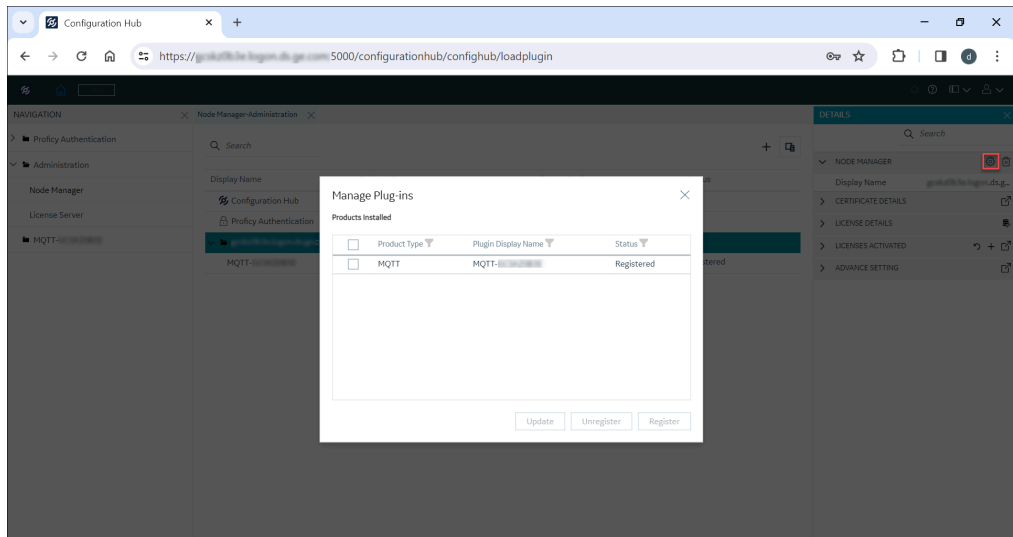 Configuration Hub
https://
5000/configurationhub/confighub/loadplugin
d
NAVIGATION
Node Manager-Administration
DETAILS
Proficy Authentication
Search
Search
Administration
NODE MANAGER
Node Manager
Display Name
Display Name
.ds.g...
Configuration Hub
CERTIFICATE DETAILS
License Server
Proficy Authentication
LICENSE DETAILS
MQTT-
LICENSES ACTIVATED
MQTT-
ADVANCE SETTING
Manage Plug-ins
Products Installed
Product Type Plugin Display Name Status
MQTT MQTT- Registered
Update Unregister Register